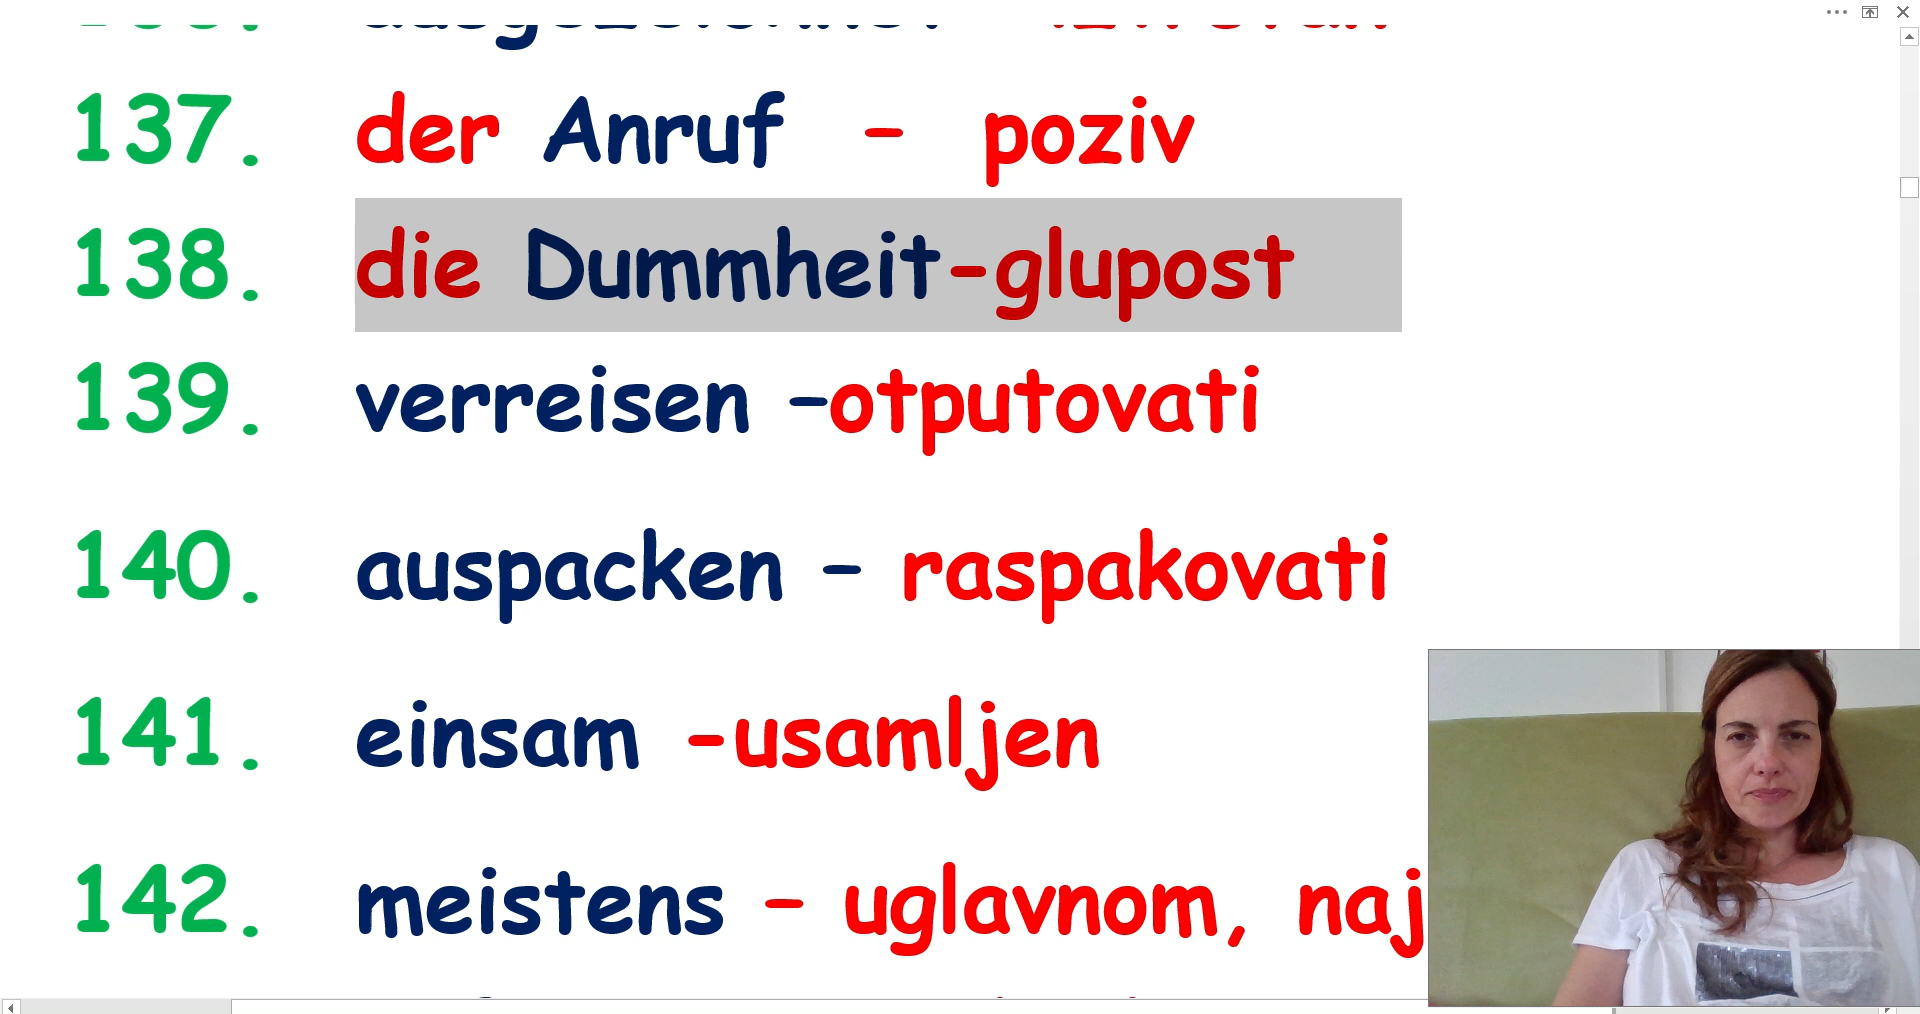 137. der Anruf - poziv
138. die Dummheit-glupost
139. verreisen –otputovati
140. auspacken – raspakovati
141. einsam -usamljen
142. meistens – uglavnom, naj